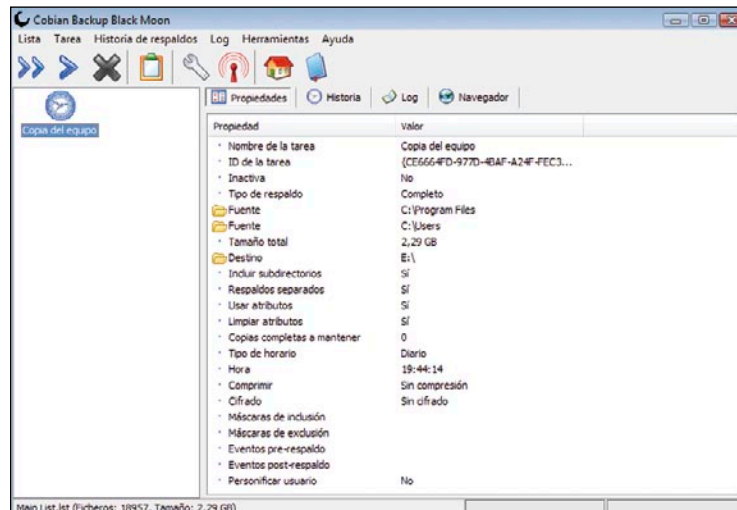 Cobian Backup Black Moon
Lista Tarea Historia de respaldos Log Herramientas Ayuda
Copia del equipo
Propiedades Historia Log Navegador
Propiedad Valor
Nombre de la tarea Copia del equipo
ID de la tarea {CE6664FD-977D-4BAF-A24F-FEC3...
Inactiva No
Tipo de respaldo Completo
Fuente C:\Program Files
Fuente C:\Users
Tamaño total 2,29 GB
Destino E:\
Incluir subdirectorios Sí
Respaldos separados Sí
Usar atributos Sí
Limpiar atributos Sí
Copias completas a mantener 0
Tipo de horario Diario
Hora 19:44:14
Comprimir Sin compresión
Cifrado Sin cifrado
Máscaras de inclusión
Máscaras de exclusión
Eventos pre-respaldo
Eventos post-respaldo
Personificar usuario No
Main List.lst (Ficheros: 18957, Tamaño: 2,29 GB)